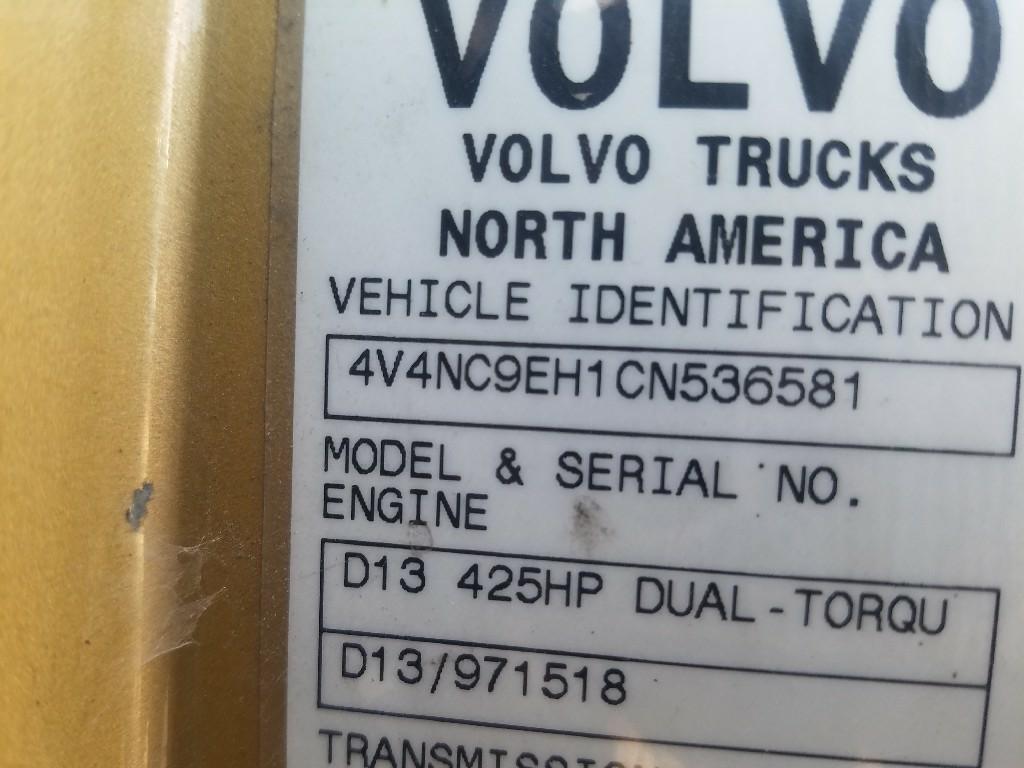 VOLVO
VOLVO TRUCKS
NORTH AMERICA
VEHICLE IDENTIFICATION
4V4NC9EH1CN536581
MODEL & SERIAL NO.
ENGINE
D13 425HP DUAL-TORQU
D13/971518